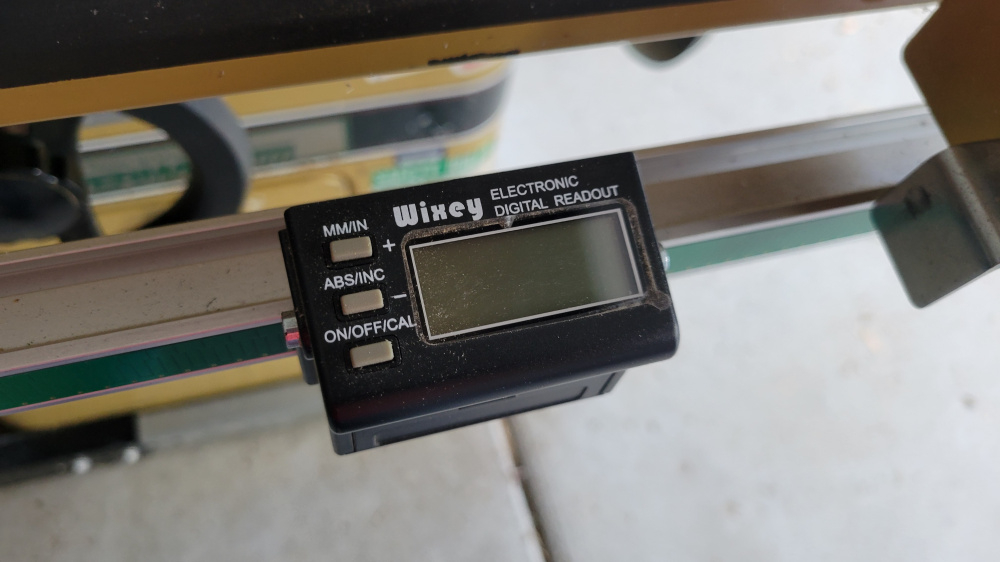 Wixey ELECTRONIC
DIGITAL READOUT
MM/IN
+
ABS/INC
−
ON/OFF/CAL